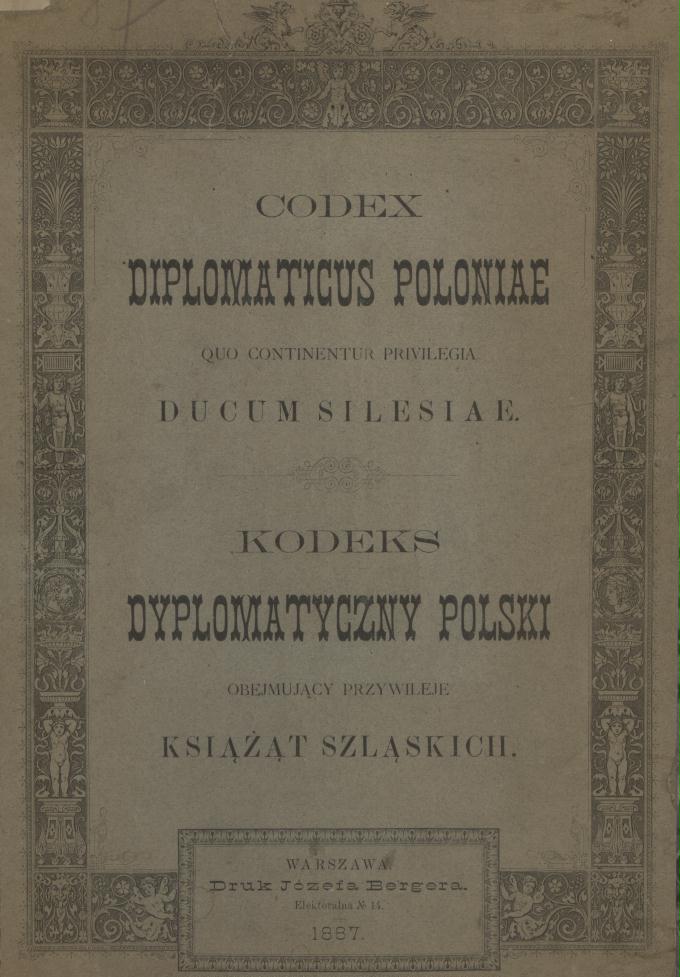 CODEX
DIPLOMATICUS POLONIAE
QUO CONTINENTUR PRIVILEGIA
DUCUM SILESIAE.
KODEKS
DYPLOMATYCZNY POLSKI
OBEJMUJĄCY PRZYWILEJE
KSIĄŻĄT SZLĄSKICH.
WARSZAWA.
Druk Józefa Bergera.
Elektoralna № 14.
1887.